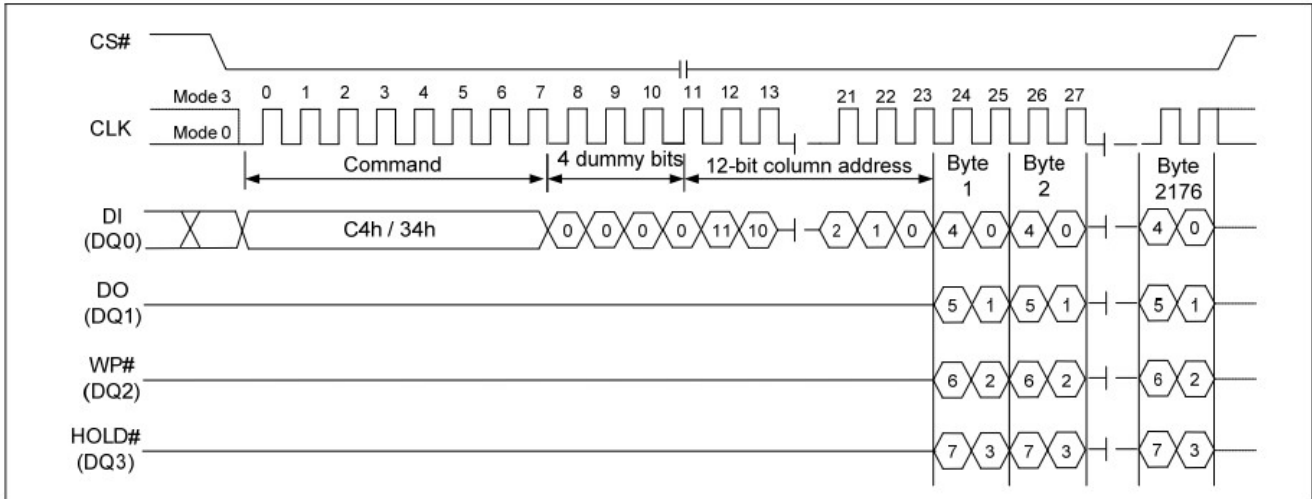 CS#
Mode 3 0 1 2 3 4 5 6 7 8 9 10 11 12 13 21 22 23 24 25 26 27
CLK
Mode 0
Command 4 dummy bits 12-bit column address Byte 1 Byte 2 Byte 2176
DI
(DQ0)
C4h / 34h 0 0 0 0 11 10 2 1 0 4 0 4 0 4 0
DO
(DQ1)
5 1 5 1 5 1
WP#
(DQ2)
6 2 6 2 6 2
HOLD#
(DQ3)
7 3 7 3 7 3